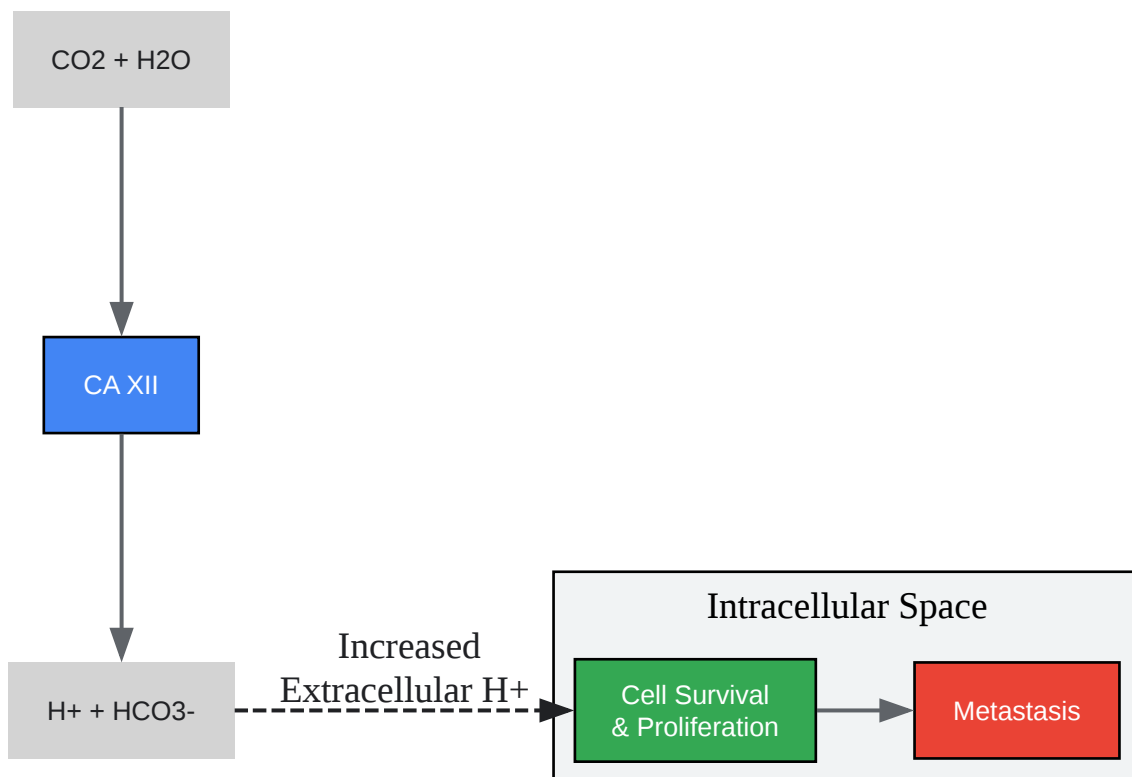 CO2 + H2O
CA XII
Intracellular Space
Increased
Extracellular H+
H+ + HCO3-
Cell Survival
& Proliferation
Metastasis